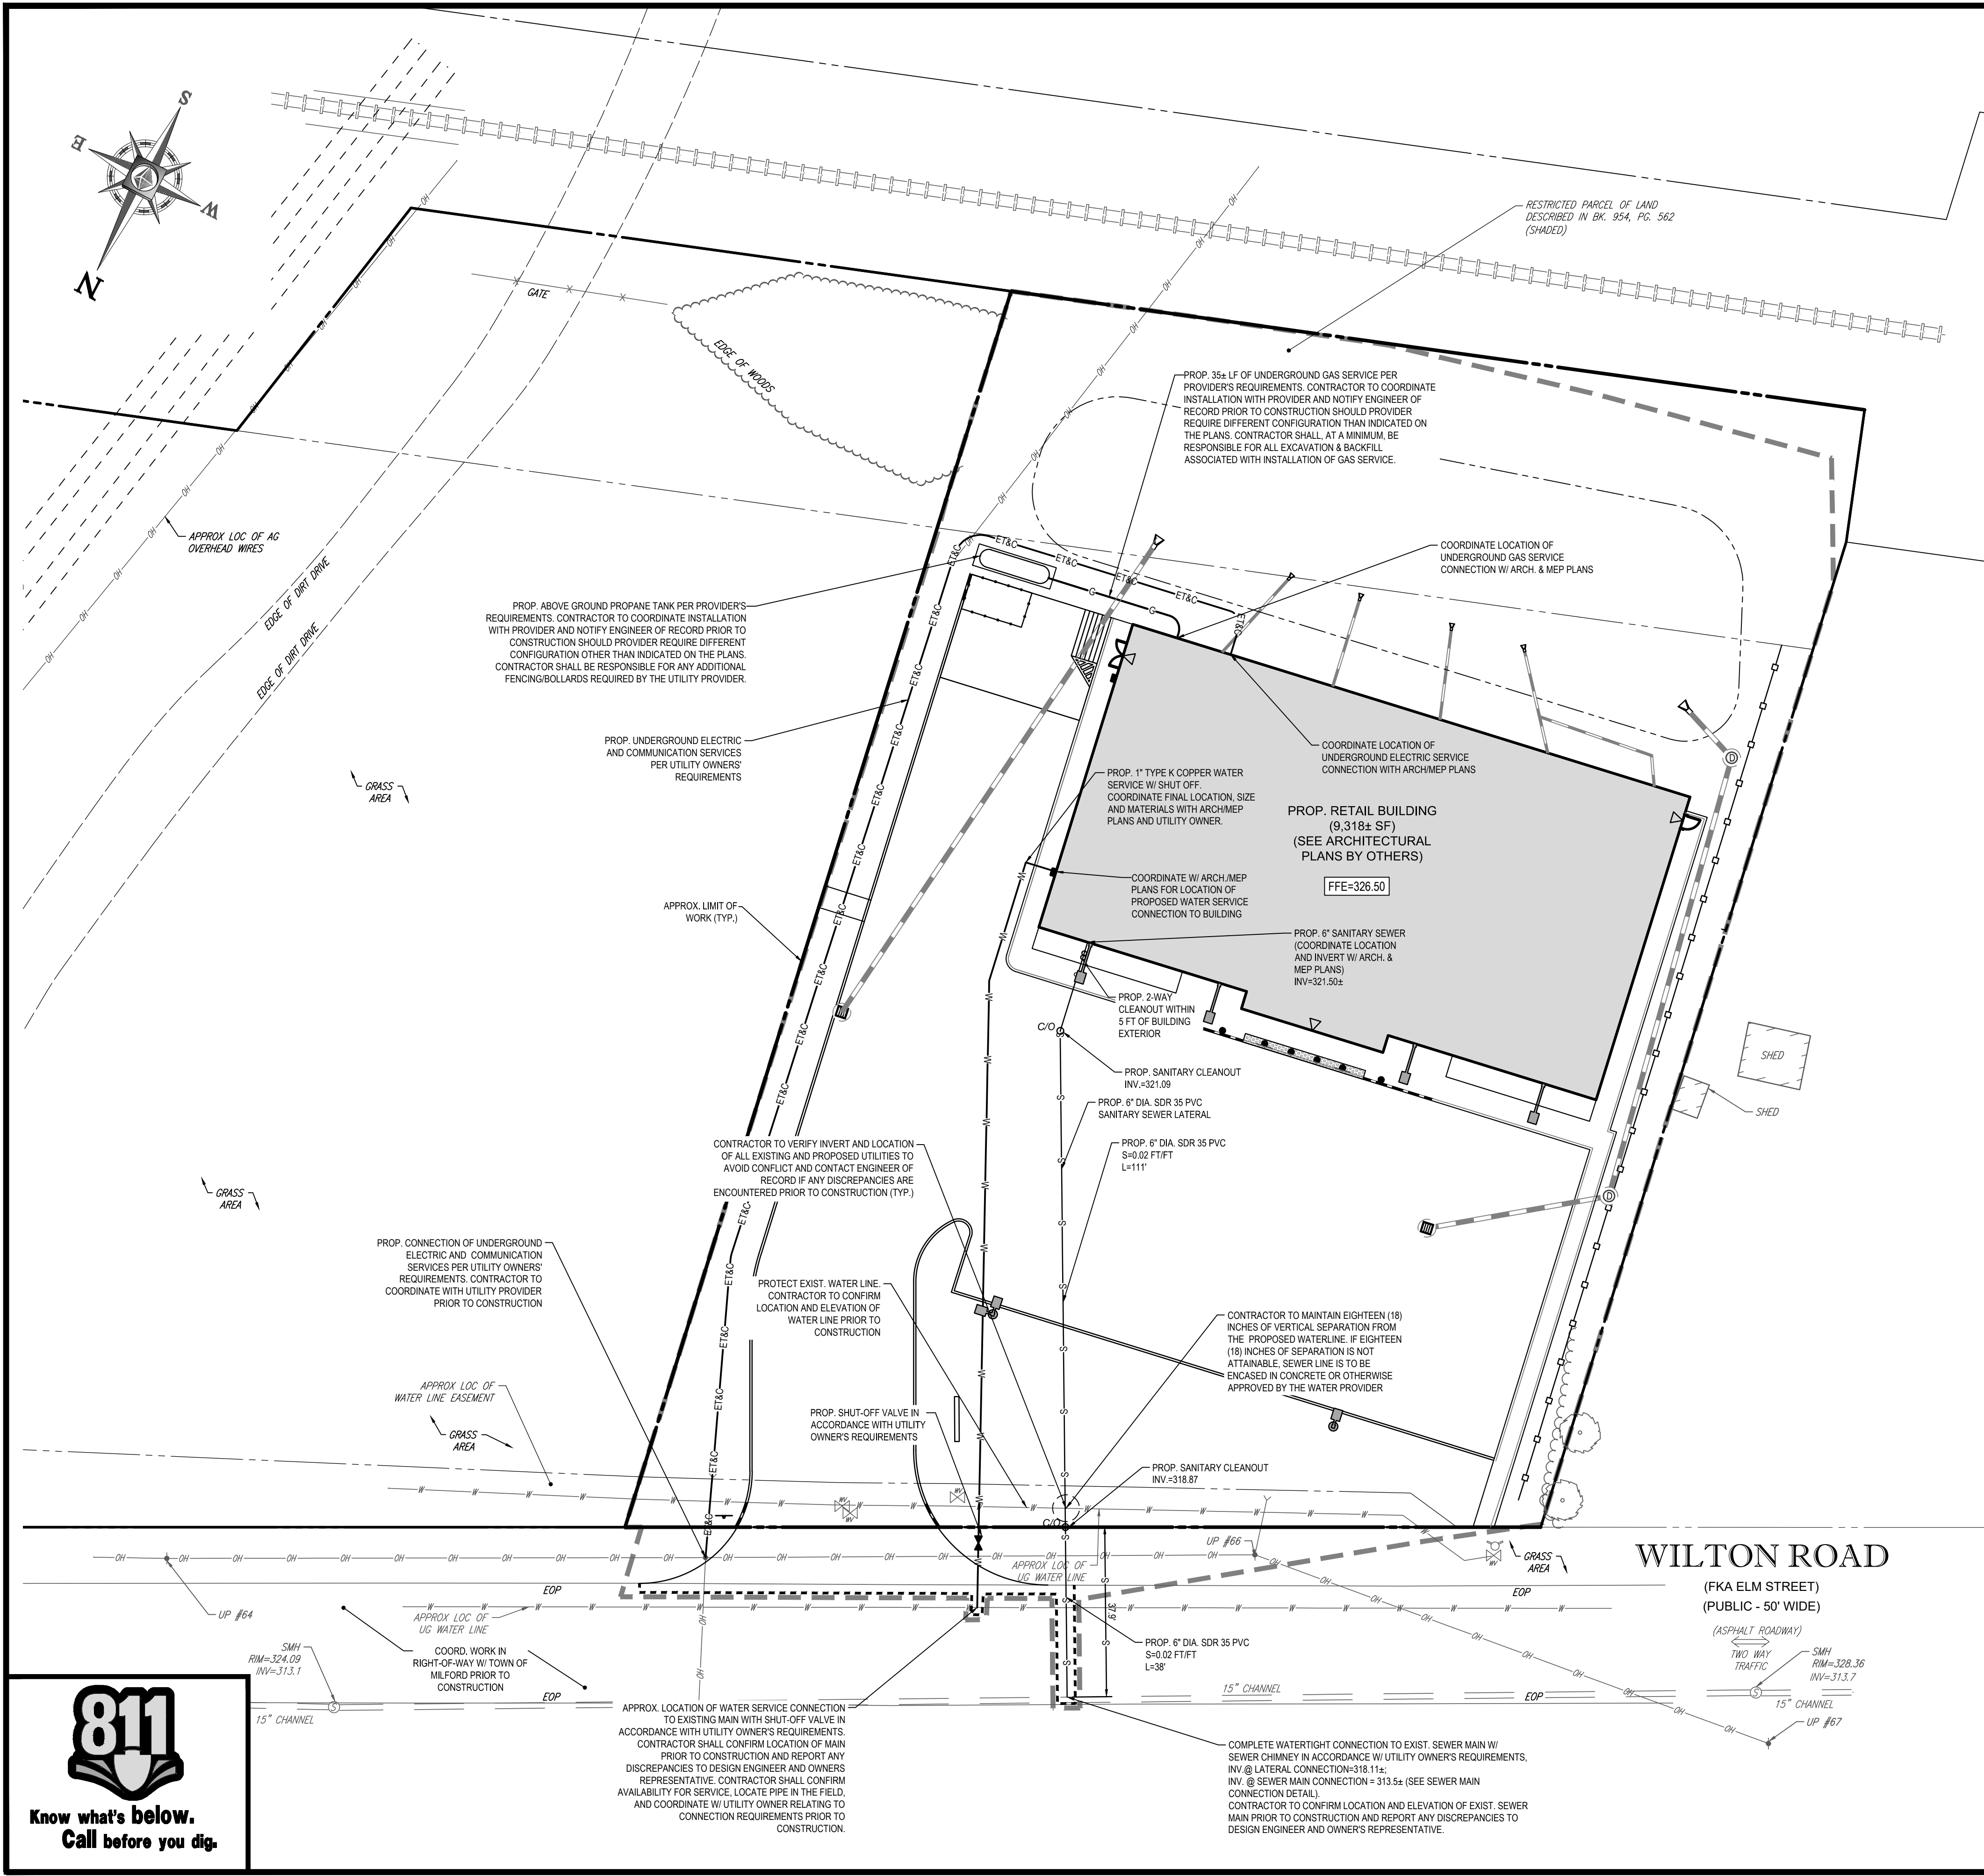 S
E
W
N
RESTRICTED PARCEL OF LAND
DESCRIBED IN BK. 954, PG. 562
(SHADED)
GATE
EDGE OF WOODS
PROP. 35± LF OF UNDERGROUND GAS SERVICE PER
PROVIDER'S REQUIREMENTS. CONTRACTOR TO COORDINATE
INSTALLATION WITH PROVIDER AND NOTIFY ENGINEER OF
RECORD PRIOR TO CONSTRUCTION SHOULD PROVIDER
REQUIRE DIFFERENT CONFIGURATION THAN INDICATED ON
THE PLANS. CONTRACTOR SHALL, AT A MINIMUM, BE
RESPONSIBLE FOR ALL EXCAVATION & BACKFILL
ASSOCIATED WITH INSTALLATION OF GAS SERVICE.
APPROX LOC OF AG
OVERHEAD WIRES
EDGE OF DIRT DRIVE
EDGE OF DIRT DRIVE
COORDINATE LOCATION OF
UNDERGROUND GAS SERVICE
CONNECTION W/ ARCH. & MEP PLANS
PROP. ABOVE GROUND PROPANE TANK PER PROVIDER'S
REQUIREMENTS. CONTRACTOR TO COORDINATE INSTALLATION
WITH PROVIDER AND NOTIFY ENGINEER OF RECORD PRIOR TO
CONSTRUCTION SHOULD PROVIDER REQUIRE DIFFERENT
CONFIGURATION OTHER THAN INDICATED ON THE PLANS.
CONTRACTOR SHALL BE RESPONSIBLE FOR ANY ADDITIONAL
FENCING/BOLLARDS REQUIRED BY THE UTILITY PROVIDER.
PROP. UNDERGROUND ELECTRIC
AND COMMUNICATION SERVICES
PER UTILITY OWNERS'
REQUIREMENTS
COORDINATE LOCATION OF
UNDERGROUND ELECTRIC SERVICE
CONNECTION WITH ARCH/MEP PLANS
PROP. 1" TYPE K COPPER WATER
SERVICE W/ SHUT OFF.
COORDINATE FINAL LOCATION, SIZE
AND MATERIALS WITH ARCH/MEP
PLANS AND UTILITY OWNER.
GRASS
AREA
PROP. RETAIL BUILDING
(9,318± SF)
(SEE ARCHITECTURAL
PLANS BY OTHERS)
FFE=326.50
COORDINATE W/ ARCH./MEP
PLANS FOR LOCATION OF
PROPOSED WATER SERVICE
CONNECTION TO BUILDING
APPROX. LIMIT OF
WORK (TYP.)
PROP. 6" SANITARY SEWER
(COORDINATE LOCATION
AND INVERT W/ ARCH. &
MEP PLANS)
INV=321.50±
PROP. 2-WAY
CLEANOUT WITHIN
5 FT OF BUILDING
EXTERIOR
C/O
SHED
SHED
PROP. SANITARY CLEANOUT
INV.=321.09
PROP. 6" DIA. SDR 35 PVC
SANITARY SEWER LATERAL
PROP. 6" DIA. SDR 35 PVC
S=0.02 FT/FT
L=111'
CONTRACTOR TO VERIFY INVERT AND LOCATION
OF ALL EXISTING AND PROPOSED UTILITIES TO
AVOID CONFLICT AND CONTACT ENGINEER OF
RECORD IF ANY DISCREPANCIES ARE
ENCOUNTERED PRIOR TO CONSTRUCTION (TYP.)
GRASS
AREA
PROP. CONNECTION OF UNDERGROUND
ELECTRIC AND COMMUNICATION
SERVICES PER UTILITY OWNERS'
REQUIREMENTS. CONTRACTOR TO
COORDINATE WITH UTILITY PROVIDER
PRIOR TO CONSTRUCTION
PROTECT EXIST. WATER LINE.
CONTRACTOR TO CONFIRM
LOCATION AND ELEVATION OF
WATER LINE PRIOR TO
CONSTRUCTION
CONTRACTOR TO MAINTAIN EIGHTEEN (18)
INCHES OF VERTICAL SEPARATION FROM
THE PROPOSED WATERLINE. IF EIGHTEEN
(18) INCHES OF SEPARATION IS NOT
ATTAINABLE, SEWER LINE IS TO BE
ENCASED IN CONCRETE OR OTHERWISE
APPROVED BY THE WATER PROVIDER
APPROX LOC OF
WATER LINE EASEMENT
GRASS
AREA
PROP. SHUT-OFF VALVE IN
ACCORDANCE WITH UTILITY
OWNER'S REQUIREMENTS
PROP. SANITARY CLEANOUT
INV.=318.87
C/O
APPROX LOC OF
UG WATER LINE
UP #66
GRASS
AREA
WILTON ROAD
(FKA ELM STREET)
(PUBLIC - 50' WIDE)
(ASPHALT ROADWAY)
TWO WAY
TRAFFIC
EOP
EOP
UP #64
APPROX LOC OF
UG WATER LINE
37.9'
SMH
RIM=324.09
INV=313.1
COORD. WORK IN
RIGHT-OF-WAY W/ TOWN OF
MILFORD PRIOR TO
CONSTRUCTION
PROP. 6" DIA. SDR 35 PVC
S=0.02 FT/FT
L=38'
SMH
RIM=328.36
INV=313.7
15" CHANNEL
EOP
15" CHANNEL
EOP
15" CHANNEL
UP #67
APPROX. LOCATION OF WATER SERVICE CONNECTION
TO EXISTING MAIN WITH SHUT-OFF VALVE IN
ACCORDANCE WITH UTILITY OWNER'S REQUIREMENTS.
CONTRACTOR SHALL CONFIRM LOCATION OF MAIN
PRIOR TO CONSTRUCTION AND REPORT ANY
DISCREPANCIES TO DESIGN ENGINEER AND OWNERS
REPRESENTATIVE. CONTRACTOR SHALL CONFIRM
AVAILABILITY FOR SERVICE, LOCATE PIPE IN THE FIELD,
AND COORDINATE W/ UTILITY OWNER RELATING TO
CONNECTION REQUIREMENTS PRIOR TO
CONSTRUCTION.
COMPLETE WATERTIGHT CONNECTION TO EXIST. SEWER MAIN W/
SEWER CHIMNEY IN ACCORDANCE W/ UTILITY OWNER'S REQUIREMENTS,
INV.@ LATERAL CONNECTION=318.11±;
INV. @ SEWER MAIN CONNECTION = 313.5± (SEE SEWER MAIN
CONNECTION DETAIL).
CONTRACTOR TO CONFIRM LOCATION AND ELEVATION OF EXIST. SEWER
MAIN PRIOR TO CONSTRUCTION AND REPORT ANY DISCREPANCIES TO
DESIGN ENGINEER AND OWNER'S REPRESENTATIVE.
811
Know what's below.
Call before you dig.